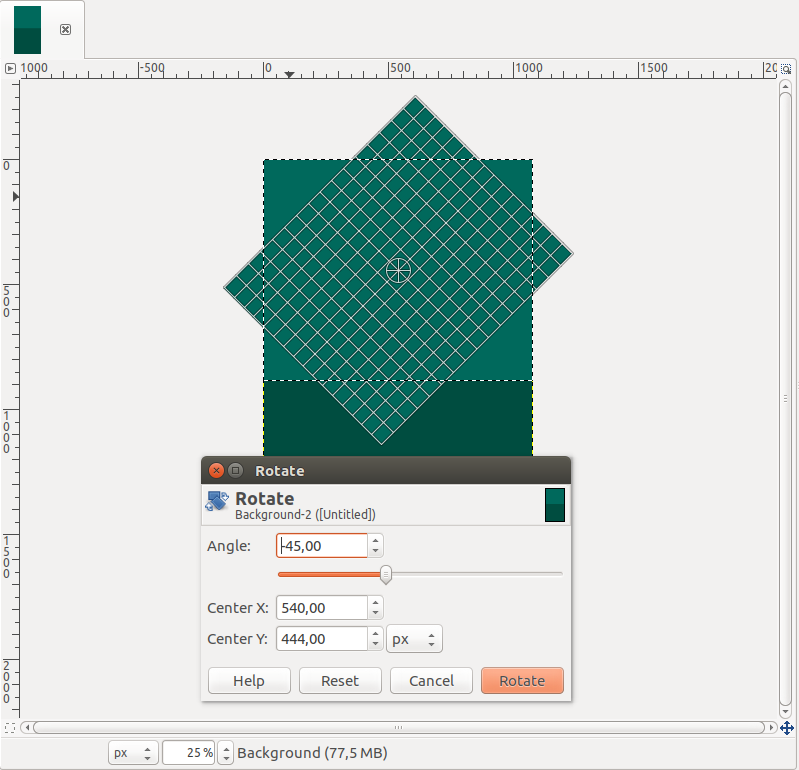 1000 -500 0 500 1000 1500 20
0
500
1000
1500
2000
Rotate
Rotate
Background-2 ([Untitled])
Angle: -45,00
Center X: 540,00
Center Y: 444,00 px
Help Reset Cancel Rotate
px 25 % Background (77,5 MB)